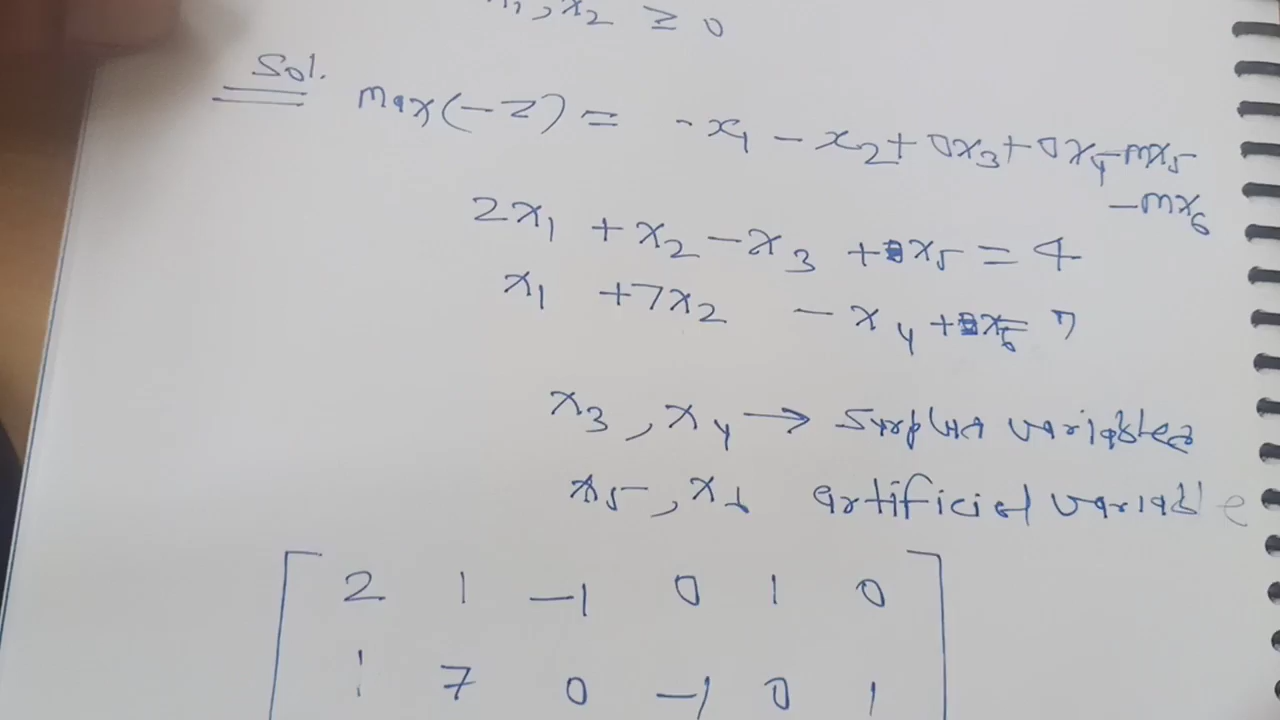 x1, x2 ≥ 0
Sol.
Max(-Z) = -x1 - x2 + 0x3 + 0x4 - Mx5
- Mx6
2x1 + x2 - x3 + x5 = 4
x1 + 7x2 - x4 + x6 = 7
x3, x4 → Surplus variables
x5, x6 artificial variable
2 1 -1 0 1 0
1 7 0 -1 0 1